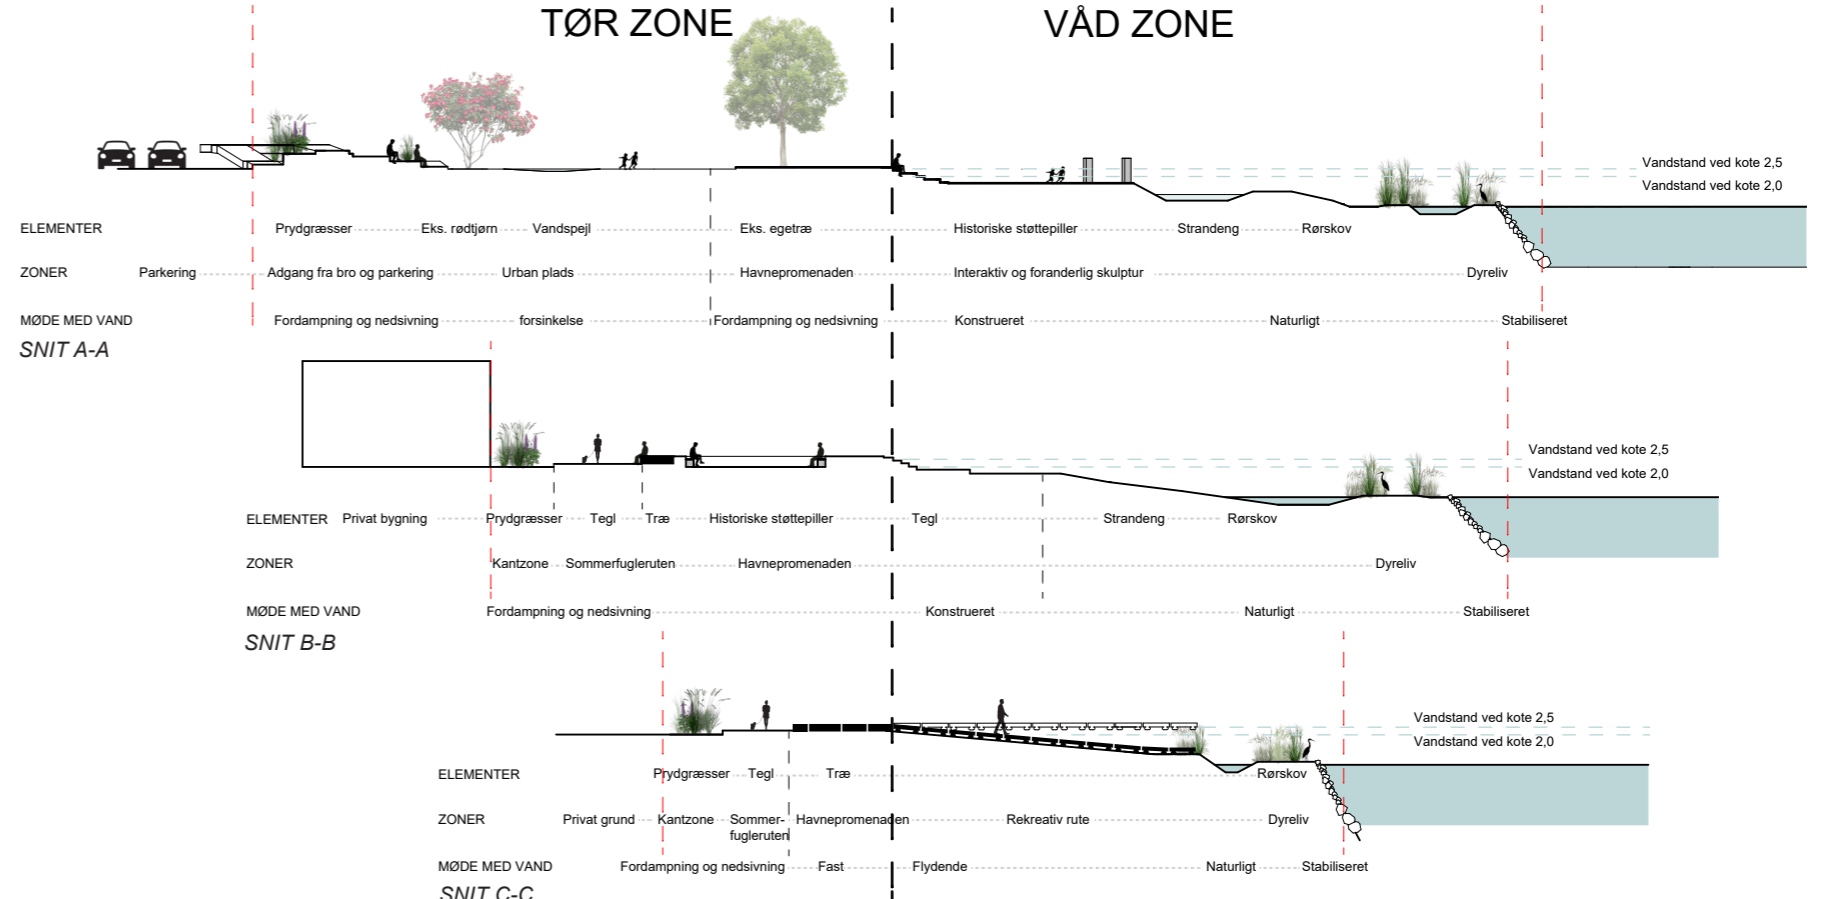 TØR ZONE VÅD ZONE
Vandstand ved kote 2,5
Vandstand ved kote 2,0
ELEMENTER Prydgræsser Eks. rødtjørn Vandspejl Eks. egetræ Historiske støttepiller Strandeng Rørskov
ZONER Parkering Adgang fra bro og parkering Urban plads Havnepromenaden Interaktiv og foranderlig skulptur Dyreliv
MØDE MED VAND Fordampning og nedsivning forsinkelse Fordampning og nedsivning Konstrueret Naturligt Stabiliseret
SNIT A-A
Vandstand ved kote 2,5
Vandstand ved kote 2,0
ELEMENTER Privat bygning Prydgræsser Tegl Træ Historiske støttepiller Tegl Strandeng Rørskov
ZONER Kantzone Sommerfugleruten Havnepromenaden Dyreliv
MØDE MED VAND Fordampning og nedsivning Konstrueret Naturligt Stabiliseret
SNIT B-B
Vandstand ved kote 2,5
Vandstand ved kote 2,0
ELEMENTER Prydgræsser Tegl Træ Rørskov
ZONER Privat grund Kantzone Sommer- Havnepromenaden Rekreativ rute Dyreliv
fugleruten
MØDE MED VAND Fordampning og nedsivning Fast Flydende Naturligt Stabiliseret
SNIT C-C